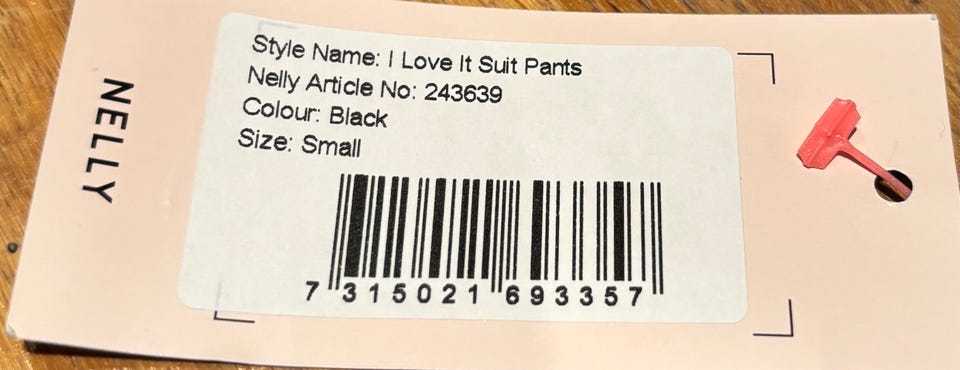 NELLY
Style Name: I Love It Suit Pants
Nelly Article No: 243639
Colour: Black
Size: Small
7 315021 693357